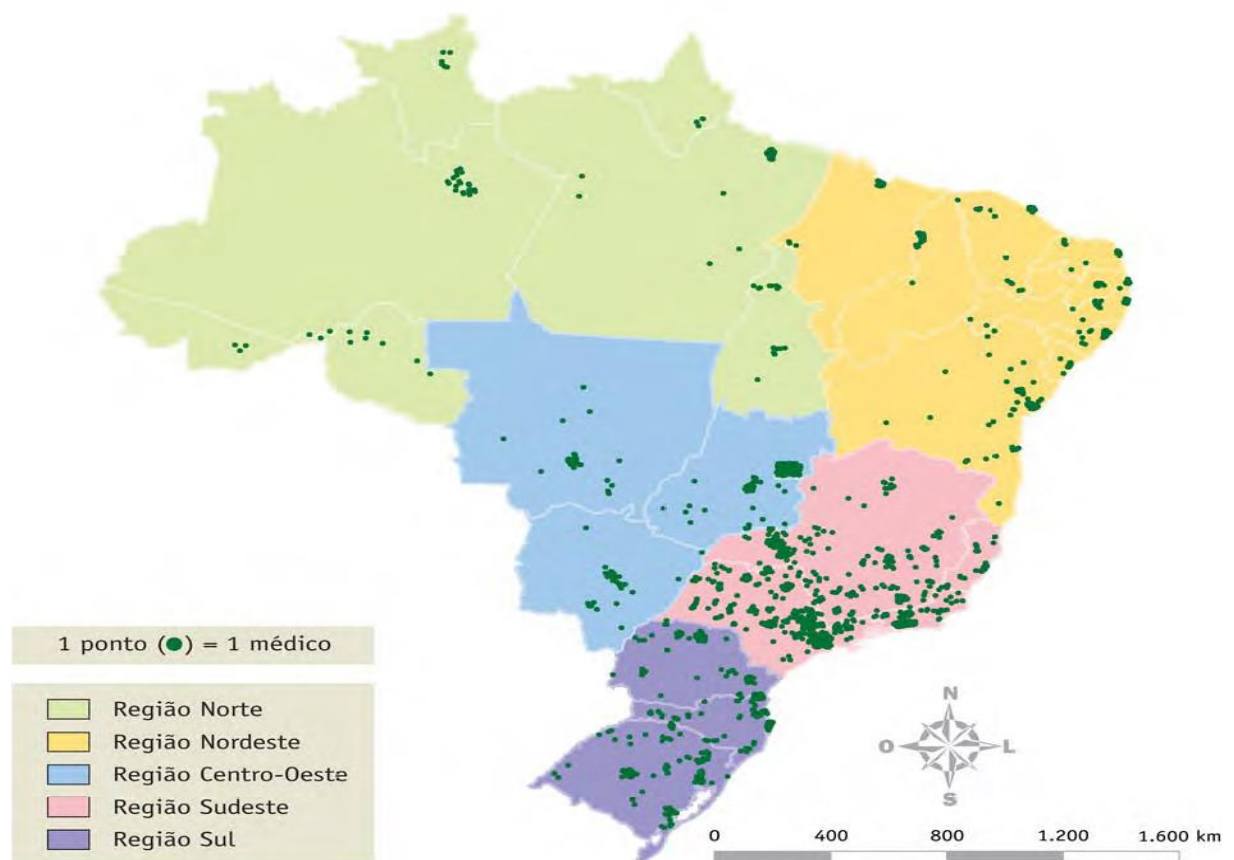 1 ponto (●) = 1 médico
Região Norte
Região Nordeste
Região Centro-Oeste
Região Sudeste
Região Sul
N
O
L
S
0 400 800 1.200 1.600 km